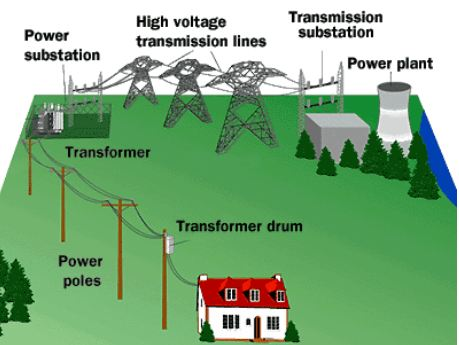 Power
substation
High voltage
transmission lines
Transmission
substation
Power plant
Transformer
Transformer drum
Power
poles